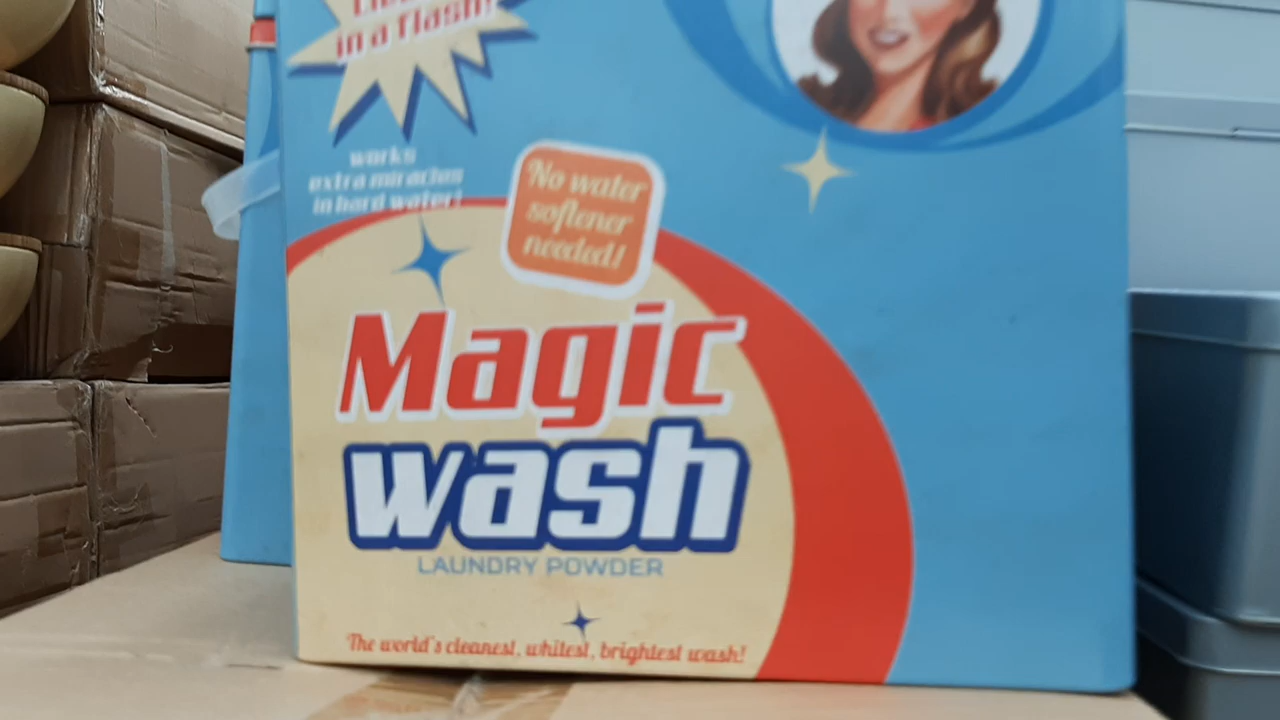 in a flash!
works
extra miracles
in hard water!
No water
softener
needed!
Magic
wash
LAUNDRY POWDER
The world's cleanest, whitest, brightest wash!